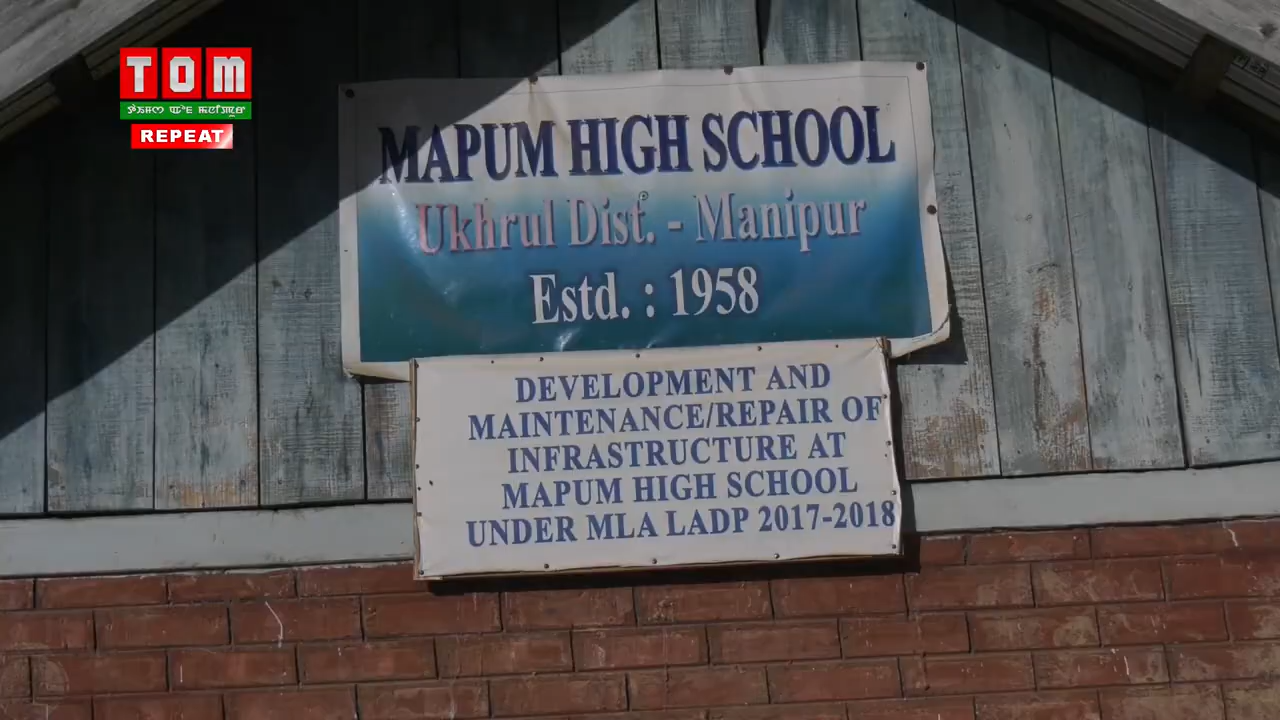 TOM
REPEAT
MAPUM HIGH SCHOOL
Ukhrul Dist. - Manipur
Estd. : 1958
DEVELOPMENT AND
MAINTENANCE/REPAIR OF
INFRASTRUCTURE AT
MAPUM HIGH SCHOOL
UNDER MLA LADP 2017-2018